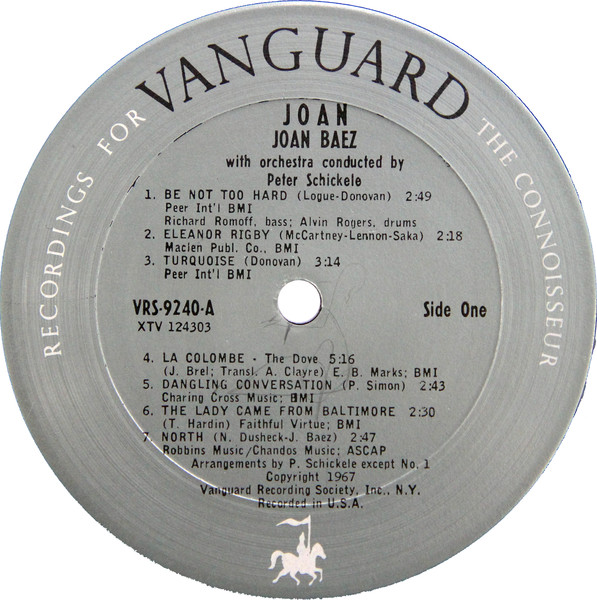 RECORDINGS FOR VANGUARD THE CONNOISSEUR
JOAN
JOAN BAEZ
with orchestra conducted by
Peter Schickele
1. BE NOT TOO HARD (Logue-Donovan) 2:49
Peer Int'l BMI
Richard Romoff, bass; Alvin Rogers, drums
2. ELEANOR RIGBY (McCartney-Lennon-Saka) 2:18
Maclen Publ. Co., BMI
3. TURQUOISE (Donovan) 3:14
Peer Int'l BMI
VRS-9240-A
XTV 124303
Side One
4. LA COLOMBE - The Dove 5:16
(J. Brel; Transl. A. Clayre) E. B. Marks; BMI
5. DANGLING CONVERSATION (P. Simon) 2:43
Charing Cross Music; BMI
6. THE LADY CAME FROM BALTIMORE 2:30
(T. Hardin) Faithful Virtue; BMI
7. NORTH (N. Dusheck-J. Baez) 2:47
Robbins Music/Chandos Music; ASCAP
Arrangements by P. Schickele except No. 1
Copyright 1967
Vanguard Recording Society, Inc., N.Y.
Recorded in U.S.A.